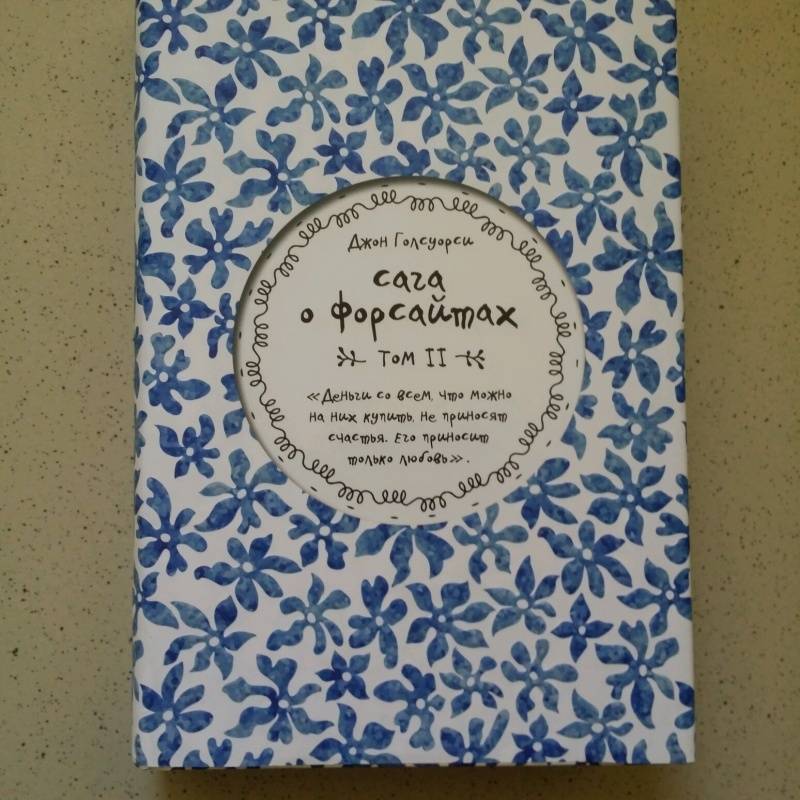 Джон Голсуорси
сага
о Форсайтах
том II
«Деньги со всем, что можно
на них купить, не приносят
счастья. Его приносит
только любовь».